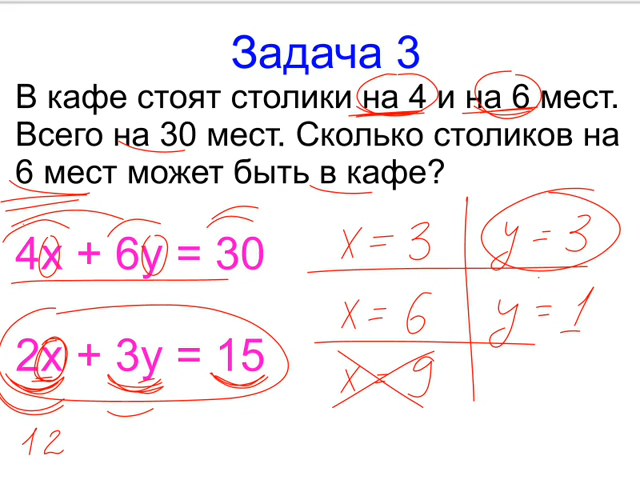 Задача 3
В кафе стоят столики на 4 и на 6 мест.
Всего на 30 мест. Сколько столиков на
6 мест может быть в кафе?
4x + 6y = 30
x = 3 y = 3
x = 6 y = 1
2x + 3y = 15
x = 9
12